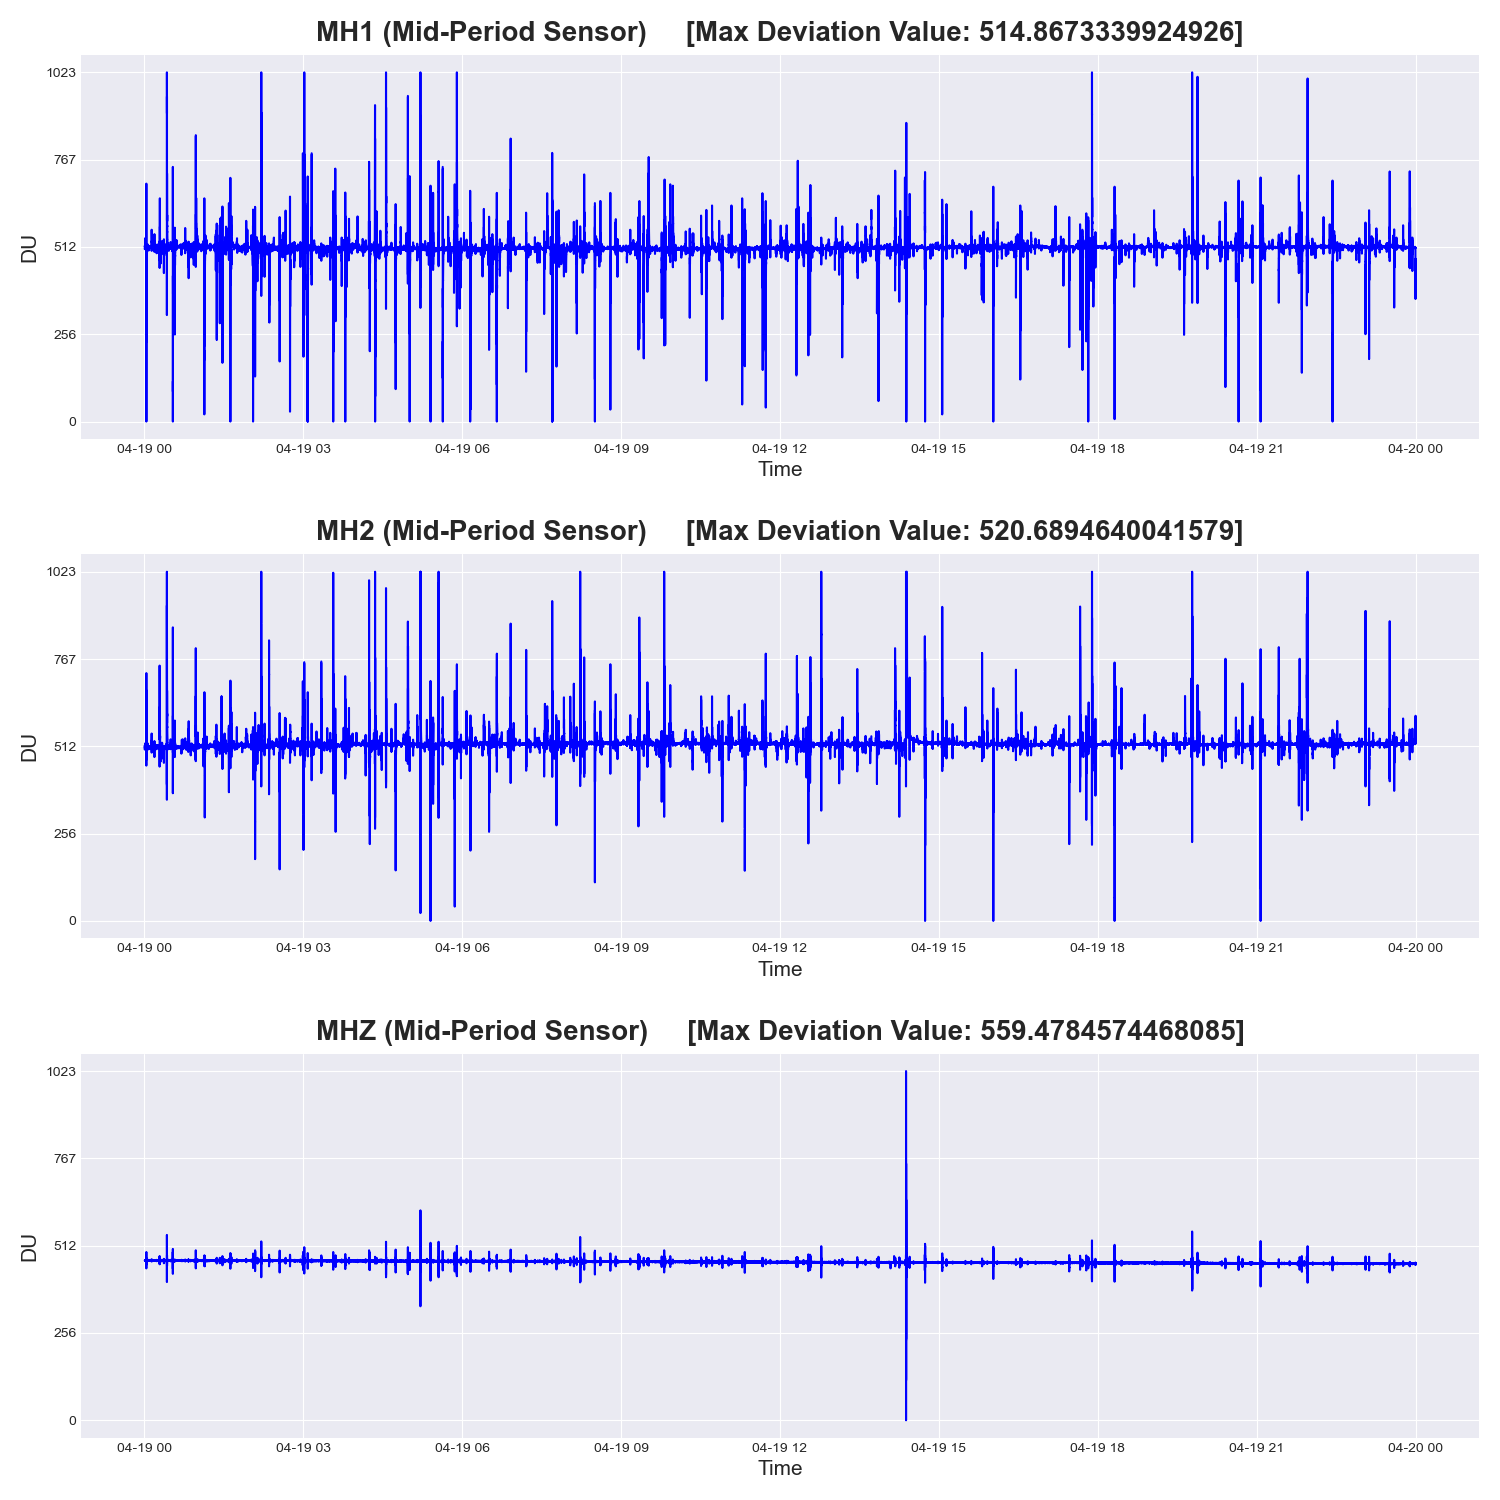 MH1 (Mid-Period Sensor) [Max Deviation Value: 514.8673339924926]
1023
767
512
256
0
DU
04-19 00 04-19 03 04-19 06 04-19 09 04-19 12 04-19 15 04-19 18 04-19 21 04-20 00
Time
MH2 (Mid-Period Sensor) [Max Deviation Value: 520.6894640041579]
1023
767
512
256
0
DU
04-19 00 04-19 03 04-19 06 04-19 09 04-19 12 04-19 15 04-19 18 04-19 21 04-20 00
Time
MHZ (Mid-Period Sensor) [Max Deviation Value: 559.4784574468085]
1023
767
512
256
0
DU
04-19 00 04-19 03 04-19 06 04-19 09 04-19 12 04-19 15 04-19 18 04-19 21 04-20 00
Time